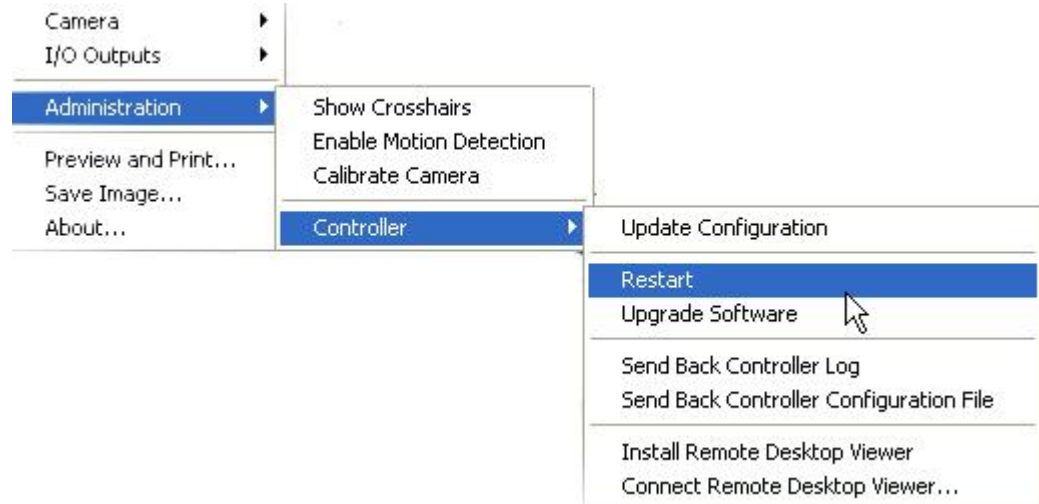 Camera
I/O Outputs
Administration
Preview and Print...
Save Image...
About...
Show Crosshairs
Enable Motion Detection
Calibrate Camera
Controller
Update Configuration
Restart
Upgrade Software
Send Back Controller Log
Send Back Controller Configuration File
Install Remote Desktop Viewer
Connect Remote Desktop Viewer...